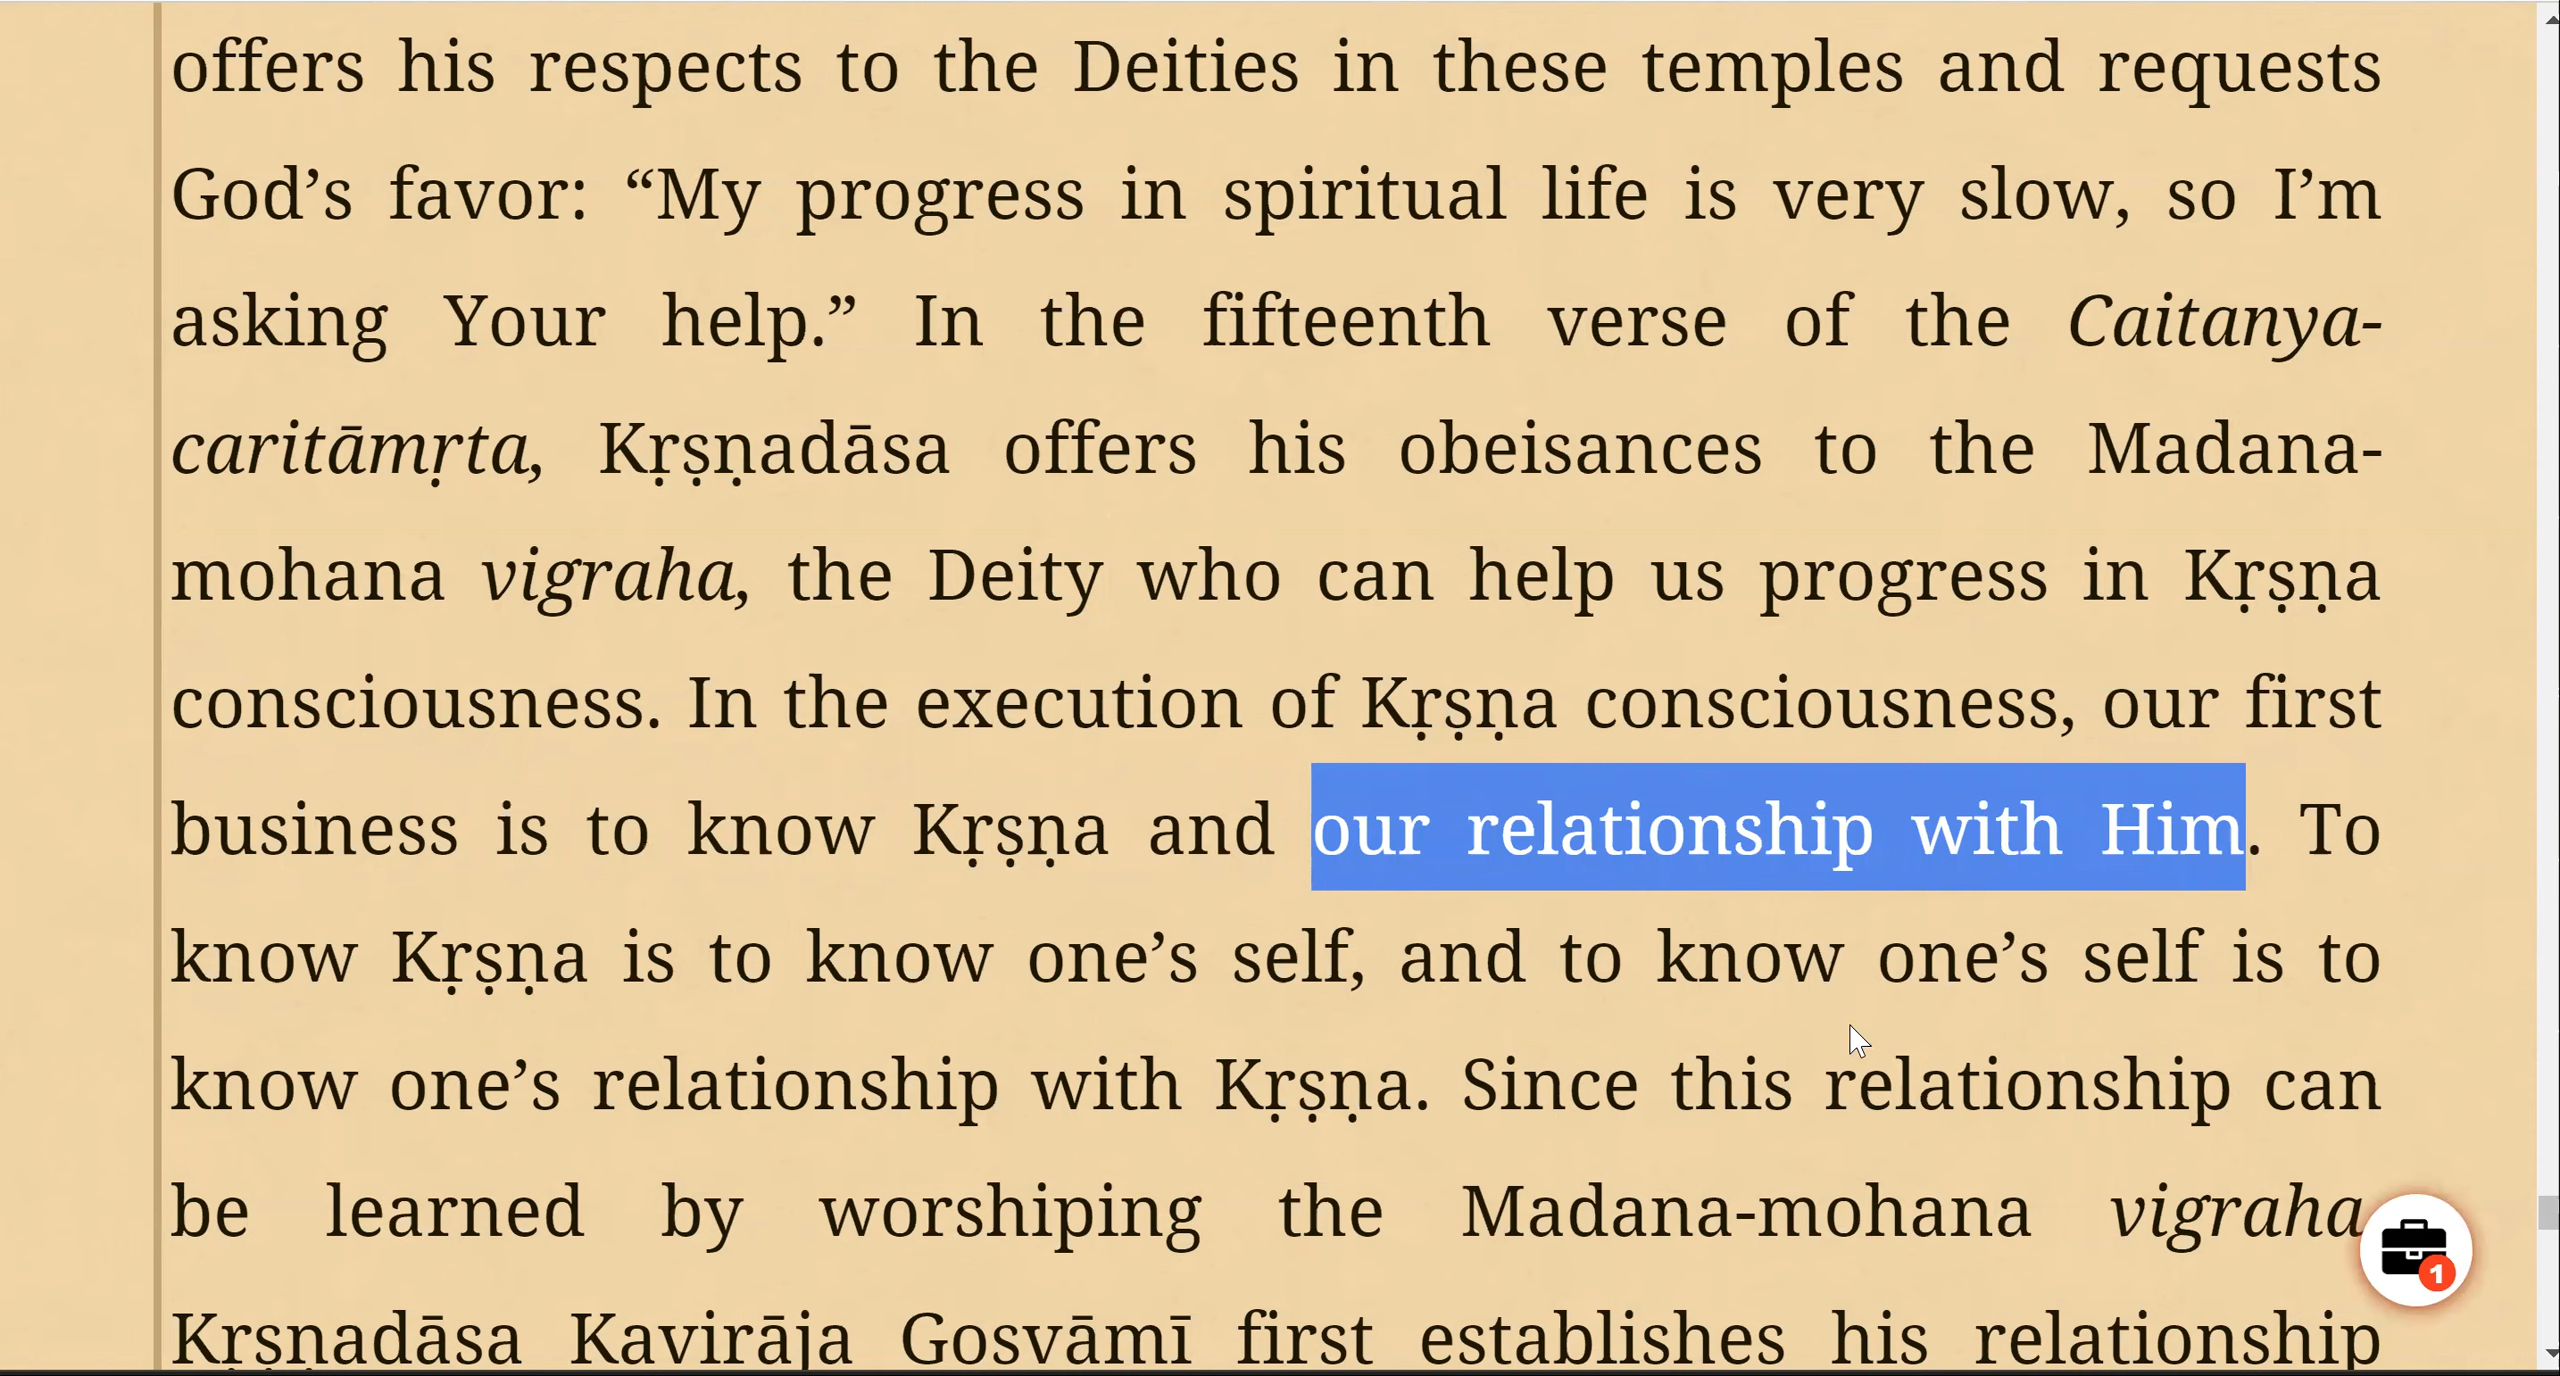 offers his respects to the Deities in these temples and requests
God’s favor: “My progress in spiritual life is very slow, so I’m
asking Your help.” In the fifteenth verse of the Caitanya-
caritāmṛta, Kṛṣṇadāsa offers his obeisances to the Madana-
mohana vigraha, the Deity who can help us progress in Kṛṣṇa
consciousness. In the execution of Kṛṣṇa consciousness, our first
business is to know Kṛṣṇa and our relationship with Him. To
know Kṛṣṇa is to know one’s self, and to know one’s self is to
know one’s relationship with Kṛṣṇa. Since this relationship can
be learned by worshiping the Madana-mohana vigraha
Kṛṣṇadāsa Kavirāja Gosvāmī first establishes his relationship
1